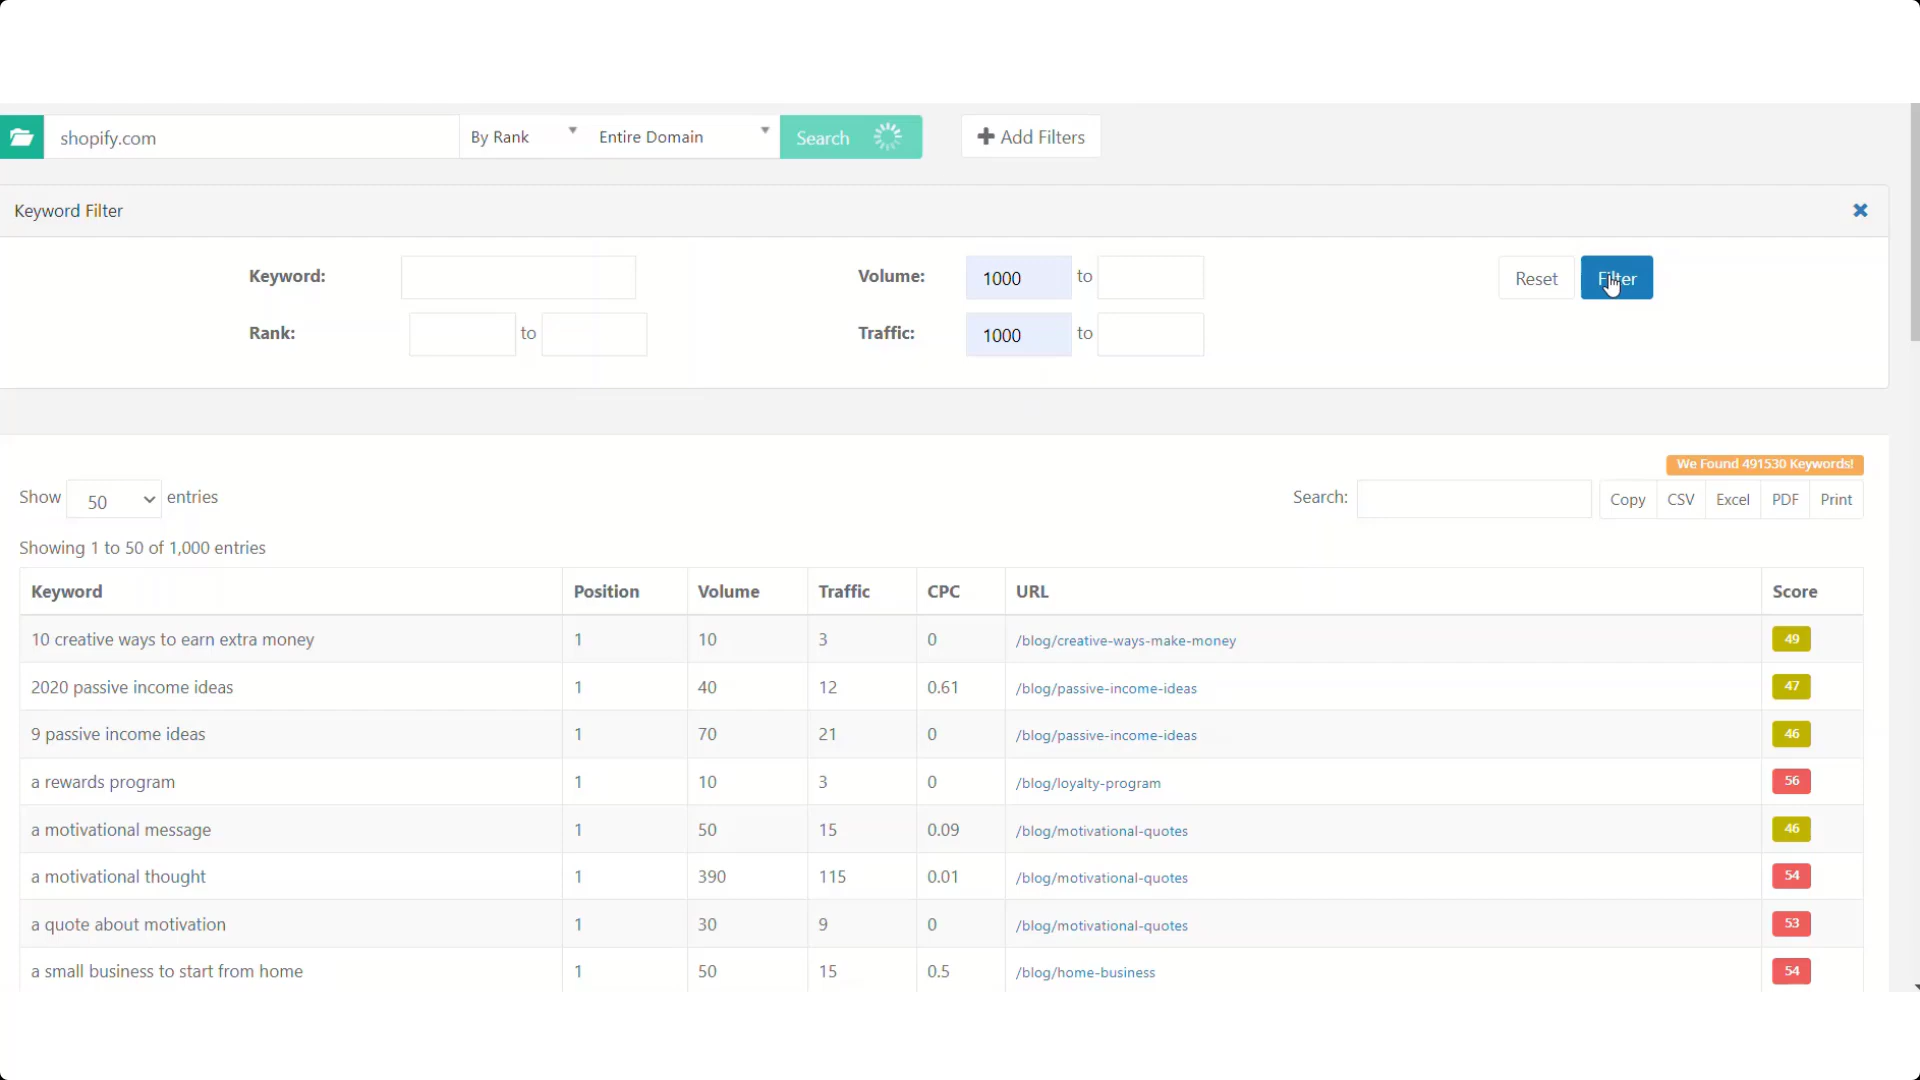 shopify.com By Rank Entire Domain Search Add Filters
Keyword Filter
Keyword: Volume: 1000 to Reset Filter
Rank: to Traffic: 1000 to
We Found 491530 Keywords!
Show 50 entries Search: Copy CSV Excel PDF Print
Showing 1 to 50 of 1,000 entries
Keyword Position Volume Traffic CPC URL Score
10 creative ways to earn extra money 1 10 3 0 /blog/creative-ways-make-money 49
2020 passive income ideas 1 40 12 0.61 /blog/passive-income-ideas 47
9 passive income ideas 1 70 21 0 /blog/passive-income-ideas 46
a rewards program 1 10 3 0 /blog/loyalty-program 56
a motivational message 1 50 15 0.09 /blog/motivational-quotes 46
a motivational thought 1 390 115 0.01 /blog/motivational-quotes 54
a quote about motivation 1 30 9 0 /blog/motivational-quotes 53
a small business to start from home 1 50 15 0.5 /blog/home-business 54